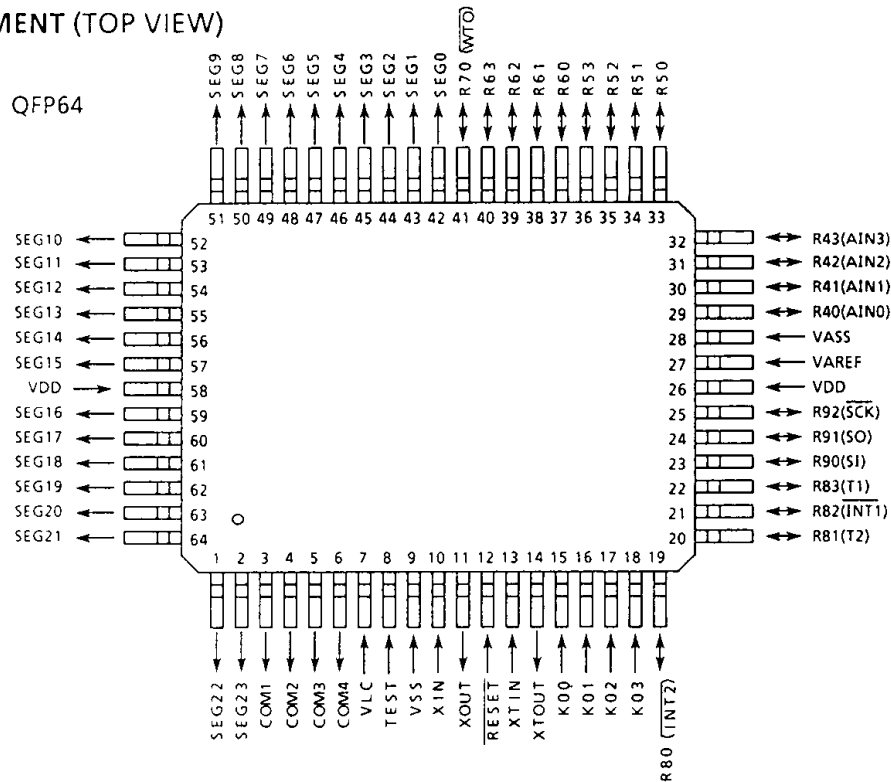 MENT (TOP VIEW)
QFP64
SEG9
SEG8
SEG7
SEG6
SEG5
SEG4
SEG3
SEG2
SEG1
SEG0
R70 (WTO)
R63
R62
R61
R60
R53
R52
R51
R50
51 50 49 48 47 46 45 44 43 42 41 40 39 38 37 36 35 34 33
SEG10 52
SEG11 53
SEG12 54
SEG13 55
SEG14 56
SEG15 57
VDD 58
SEG16 59
SEG17 60
SEG18 61
SEG19 62
SEG20 63
SEG21 64
32 R43(AIN3)
31 R42(AIN2)
30 R41(AIN1)
29 R40(AIN0)
28 VASS
27 VAREF
26 VDD
25 R92(SCK)
24 R91(SO)
23 R90(SI)
22 R83(T1)
21 R82(INT1)
20 R81(T2)
1 2 3 4 5 6 7 8 9 10 11 12 13 14 15 16 17 18 19
SEG22
SEG23
COM1
COM2
COM3
COM4
VLC
TEST
VSS
XIN
XOUT
RESET
XTIN
XTOUT
K00
K01
K02
K03
R80 (INT2)